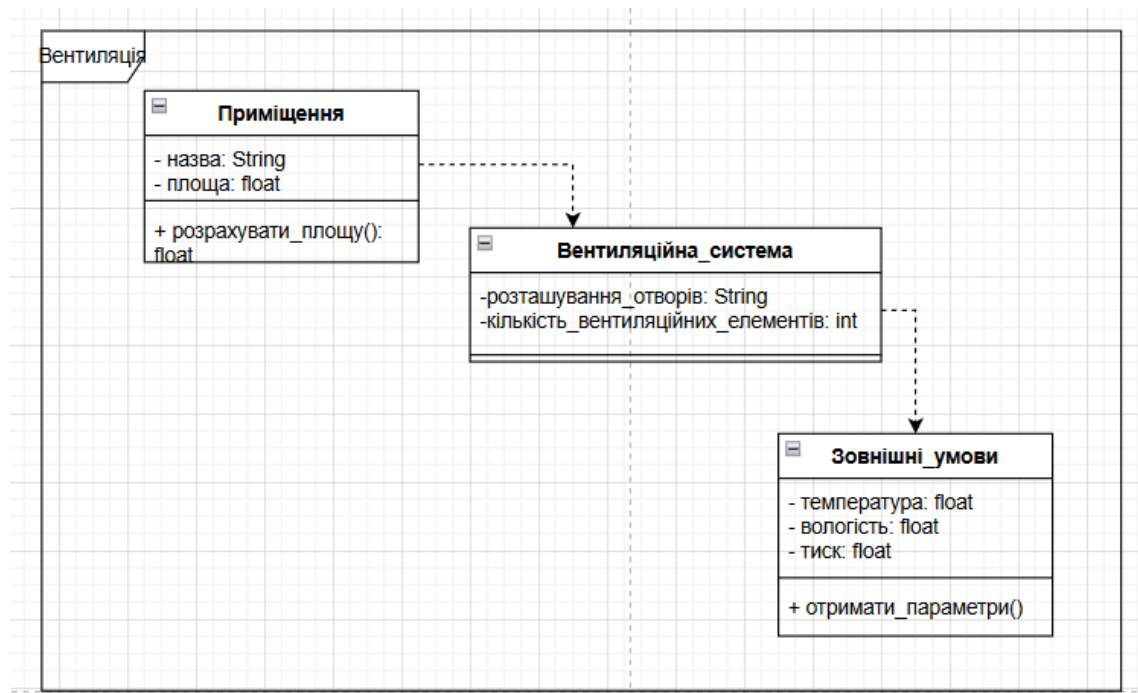 Вентиляція
Приміщення
- назва: String
- площа: float
+ розрахувати_площу():
float
Вентиляційна_система
-розташування_отворів: String
-кількість_вентиляційних_елементів: int
Зовнішні_умови
- температура: float
- вологість: float
- тиск: float
+ отримати_параметри()